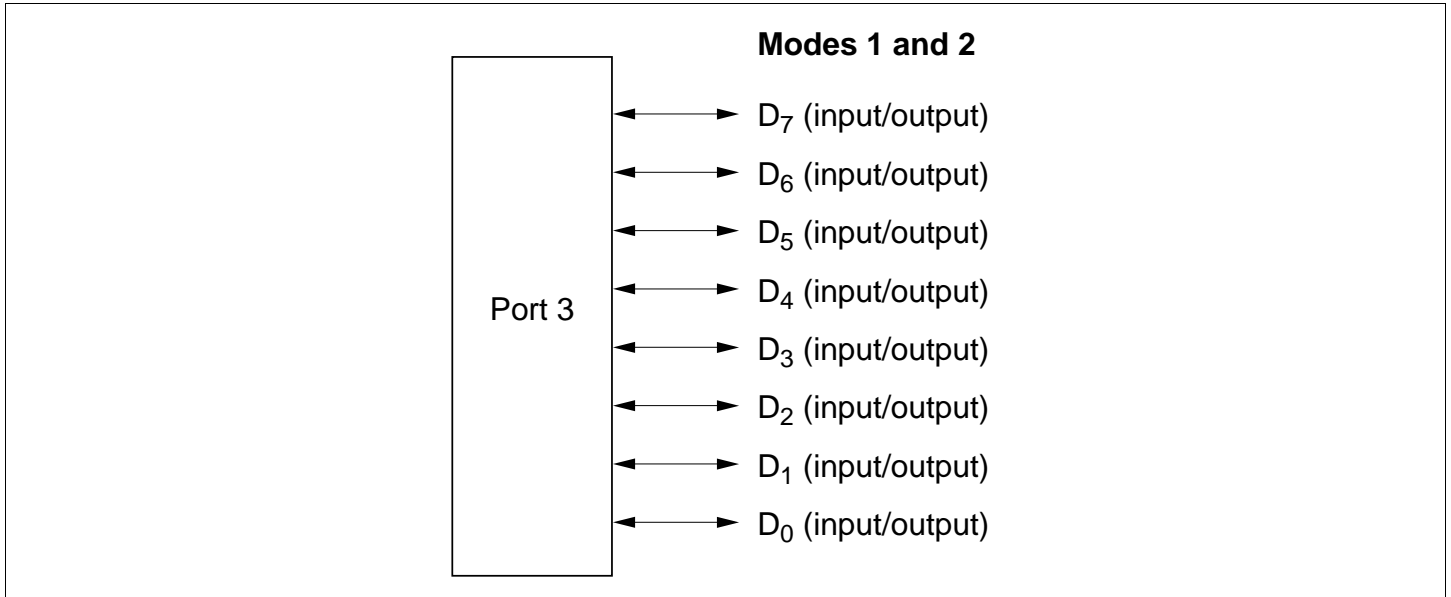 Modes 1 and 2
D7 (input/output)
D6 (input/output)
D5 (input/output)
D4 (input/output)
Port 3
D3 (input/output)
D2 (input/output)
D1 (input/output)
D0 (input/output)